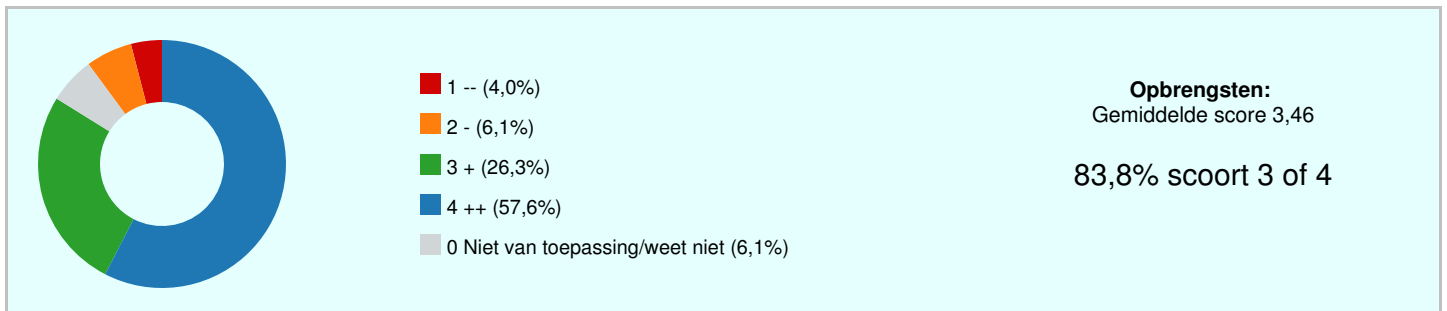 1 -- (4,0%)
2 - (6,1%)
3 + (26,3%)
4 ++ (57,6%)
0 Niet van toepassing/weet niet (6,1%)
Opbrengsten:
Gemiddelde score 3,46
83,8% scoort 3 of 4